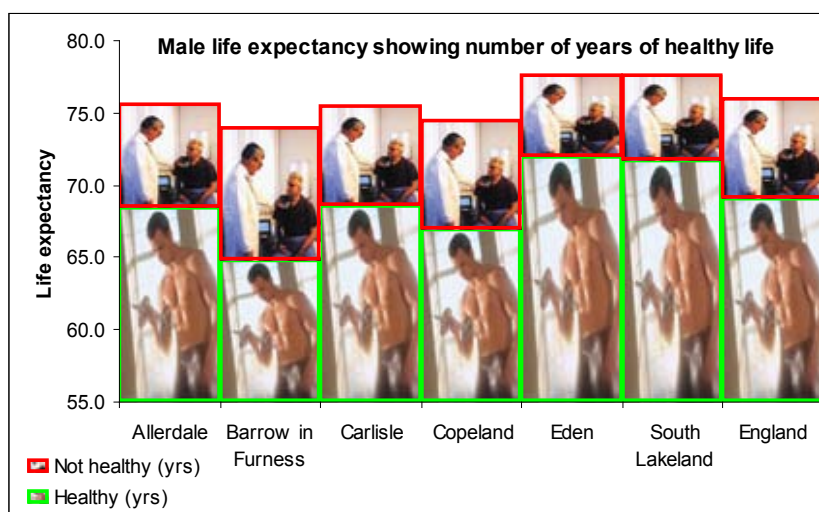 Male life expectancy showing number of years of healthy life
Life expectancy
80.0
75.0
70.0
65.0
60.0
55.0
Allerdale
Barrow in
Furness
Carlisle
Copeland
Eden
South
Lakeland
England
Not healthy (yrs)
Healthy (yrs)